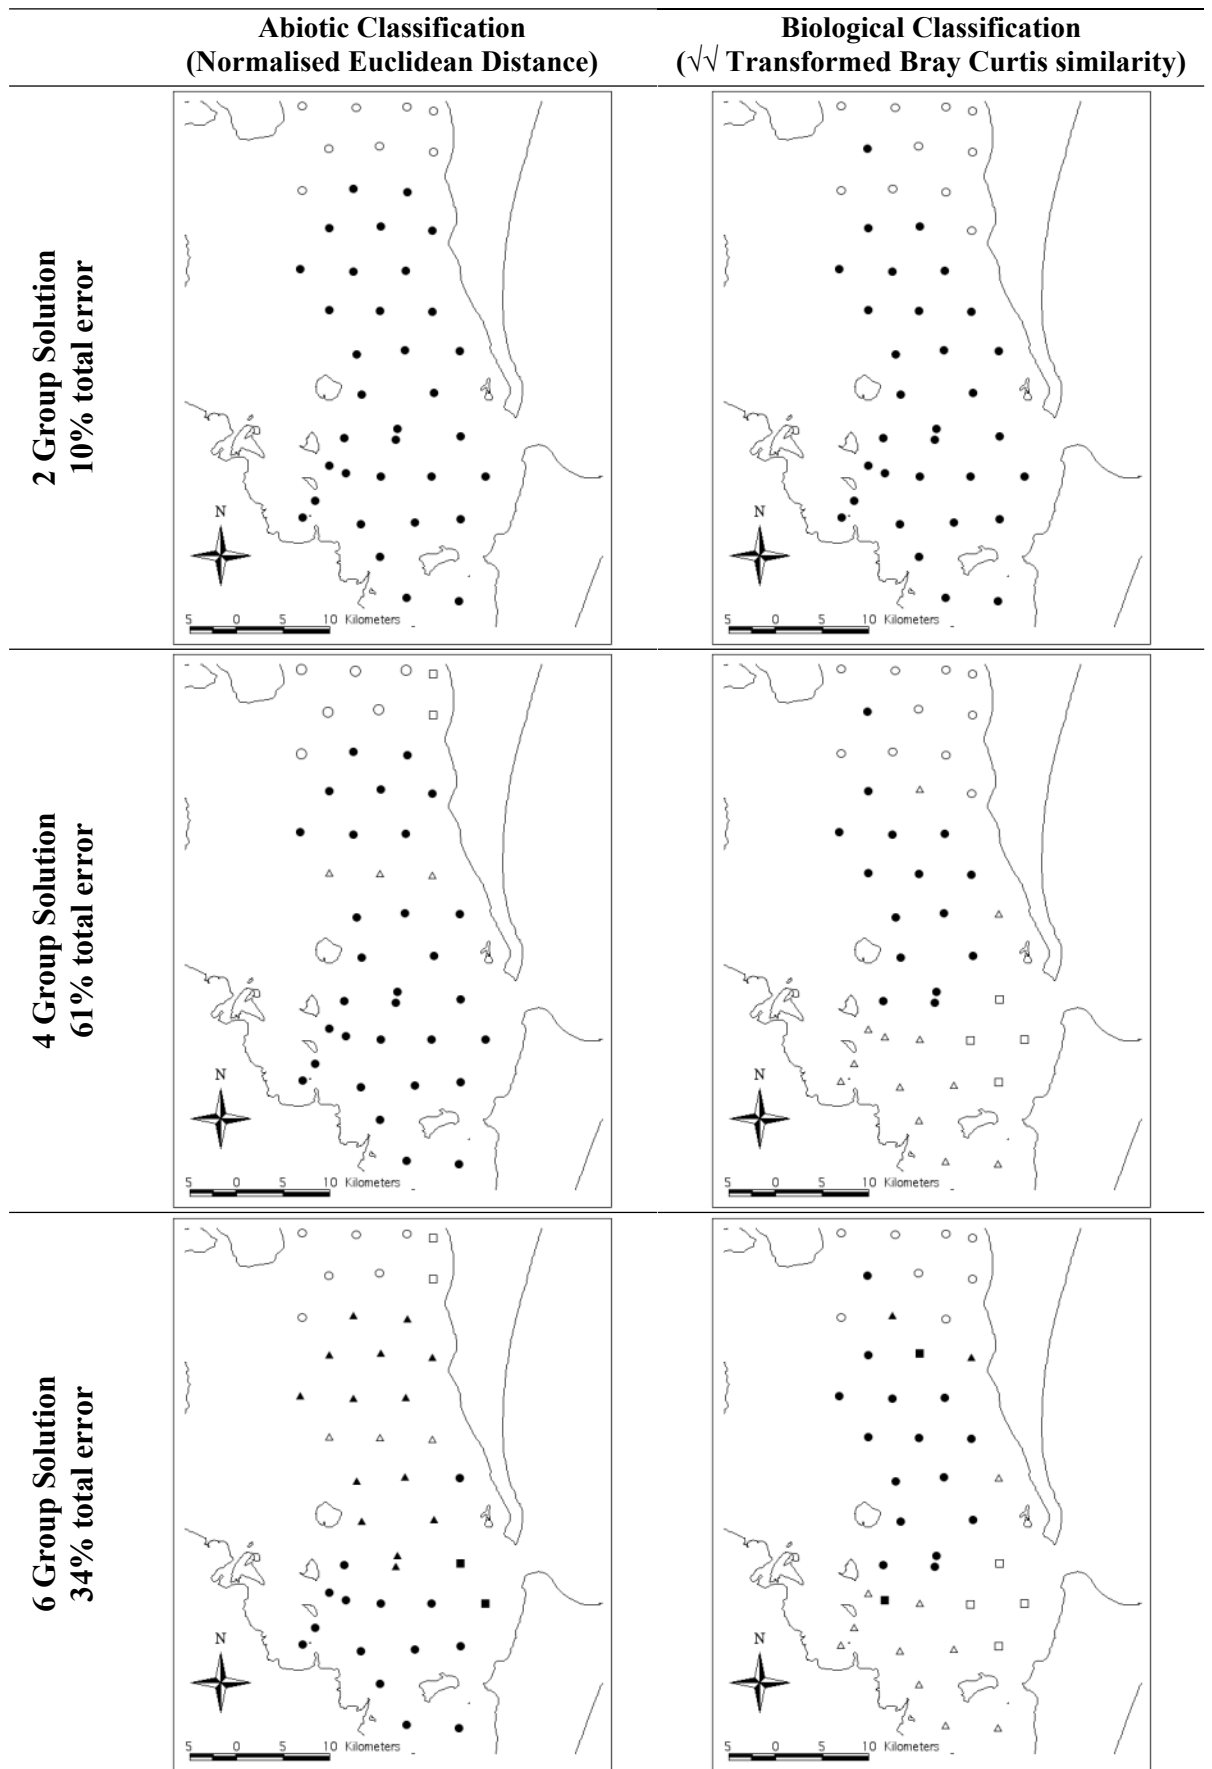 Abiotic Classification
(Normalised Euclidean Distance)
Biological Classification
(√√ Transformed Bray Curtis similarity)
2 Group Solution
10% total error
N
5 0 5 10 Kilometers
N
5 0 5 10 Kilometers
4 Group Solution
61% total error
N
5 0 5 10 Kilometers
N
5 0 5 10 Kilometers
6 Group Solution
34% total error
N
5 0 5 10 Kilometers
N
5 0 5 10 Kilometers